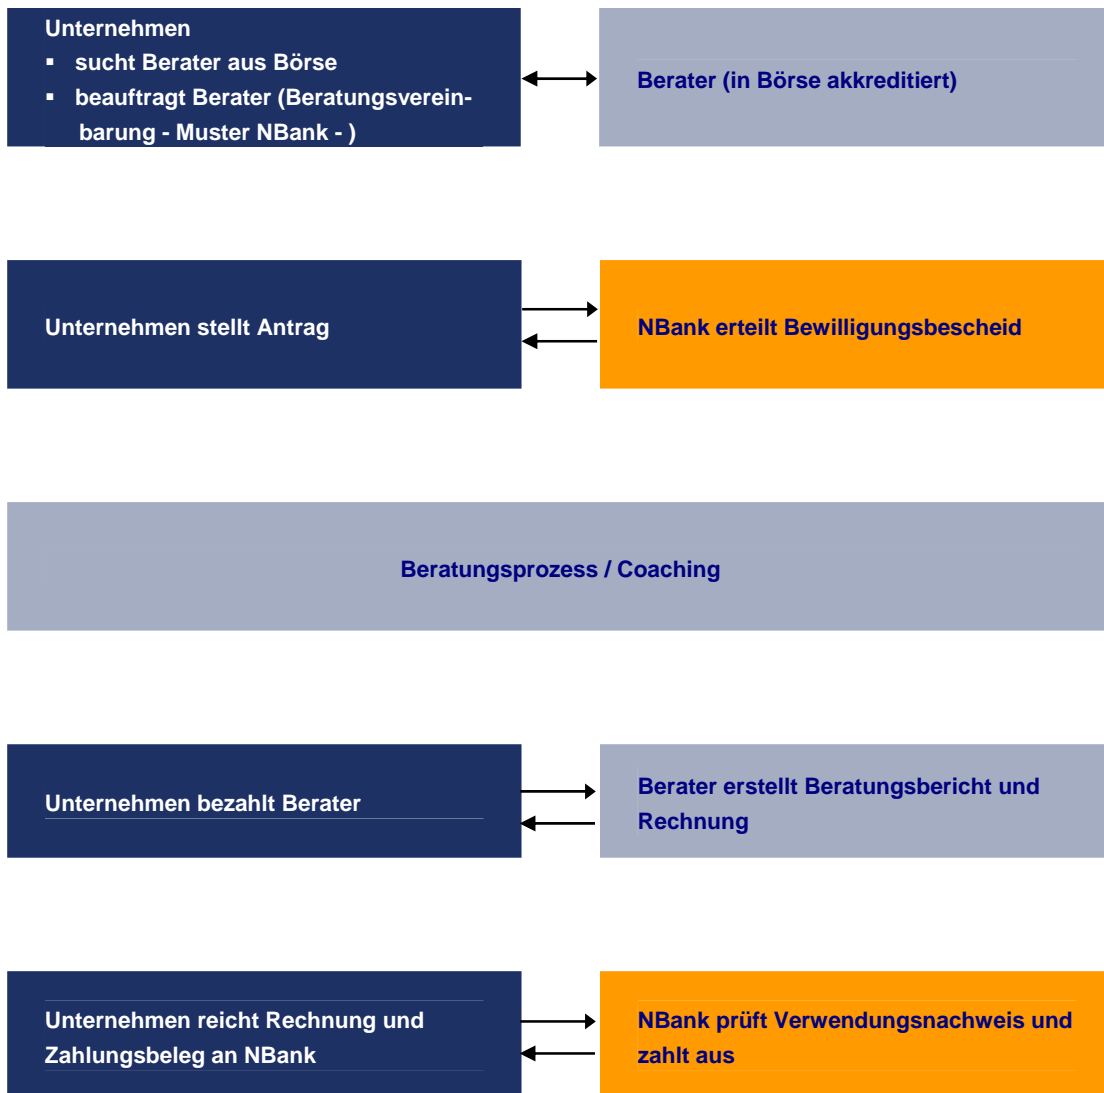 Unternehmen
▪ sucht Berater aus Börse
▪ beauftragt Berater (Beratungsverein-
barung - Muster NBank - )
Berater (in Börse akkreditiert)
Unternehmen stellt Antrag
NBank erteilt Bewilligungsbescheid
Beratungsprozess / Coaching
Unternehmen bezahlt Berater
Berater erstellt Beratungsbericht und
Rechnung
Unternehmen reicht Rechnung und
Zahlungsbeleg an NBank
NBank prüft Verwendungsnachweis und
zahlt aus